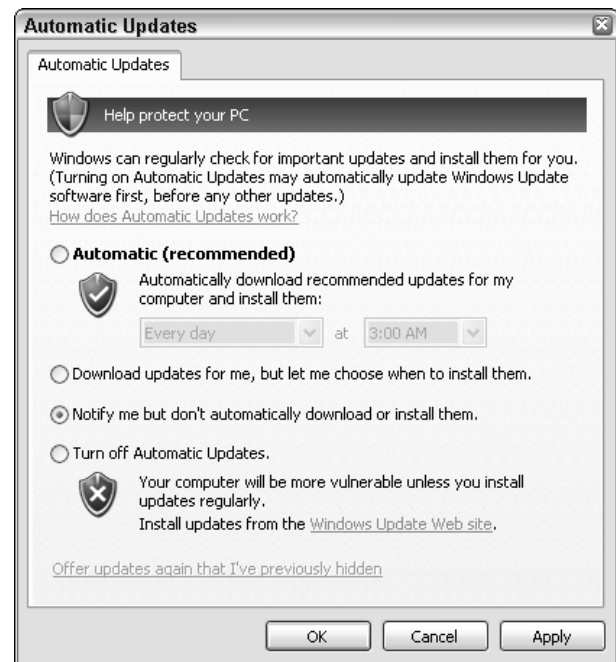 Automatic Updates
Automatic Updates
Help protect your PC
Windows can regularly check for important updates and install them for you.
(Turning on Automatic Updates may automatically update Windows Update
software first, before any other updates.)
How does Automatic Updates work?
Automatic (recommended)
Automatically download recommended updates for my
computer and install them:
Every day at 3:00 AM
Download updates for me, but let me choose when to install them.
Notify me but don't automatically download or install them.
Turn off Automatic Updates.
Your computer will be more vulnerable unless you install
updates regularly.
Install updates from the Windows Update Web site.
Offer updates again that I've previously hidden
OK Cancel Apply